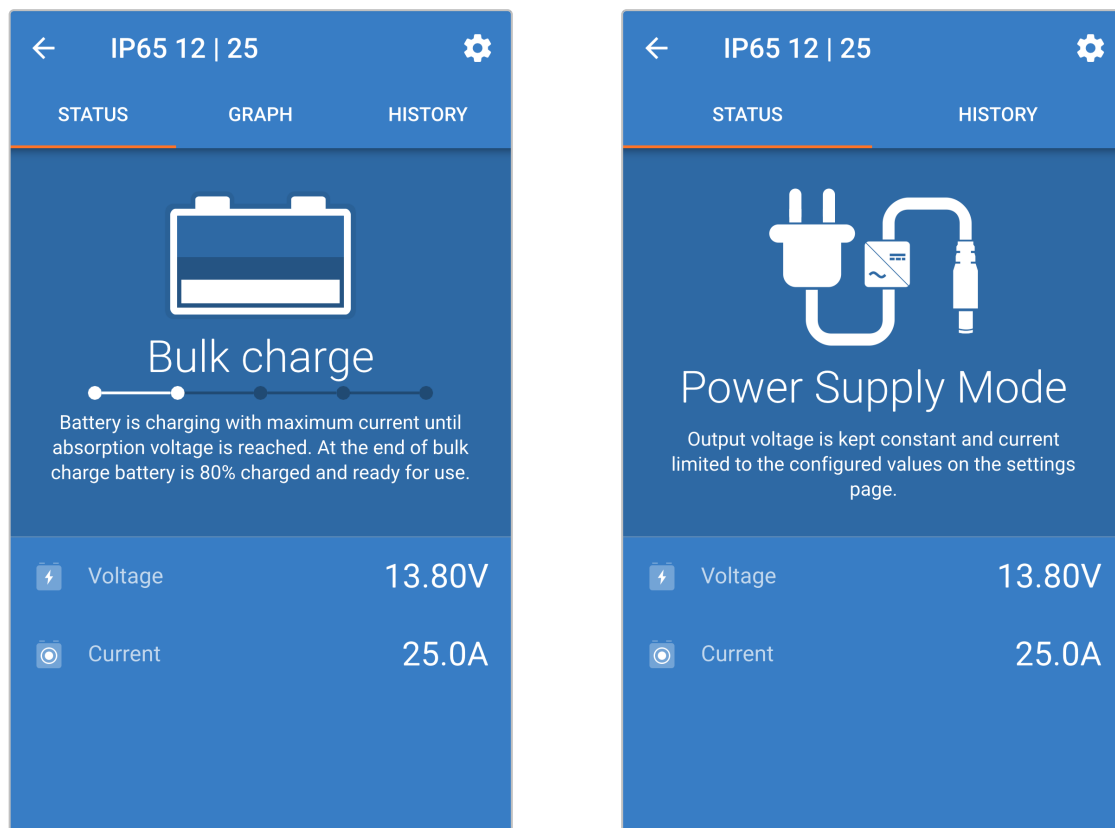 IP65 12 | 25
STATUS GRAPH HISTORY
Bulk charge
Battery is charging with maximum current until
absorption voltage is reached. At the end of bulk
charge battery is 80% charged and ready for use.
Voltage 13.80V
Current 25.0A
IP65 12 | 25
STATUS HISTORY
Power Supply Mode
Output voltage is kept constant and current
limited to the configured values on the settings
page.
Voltage 13.80V
Current 25.0A